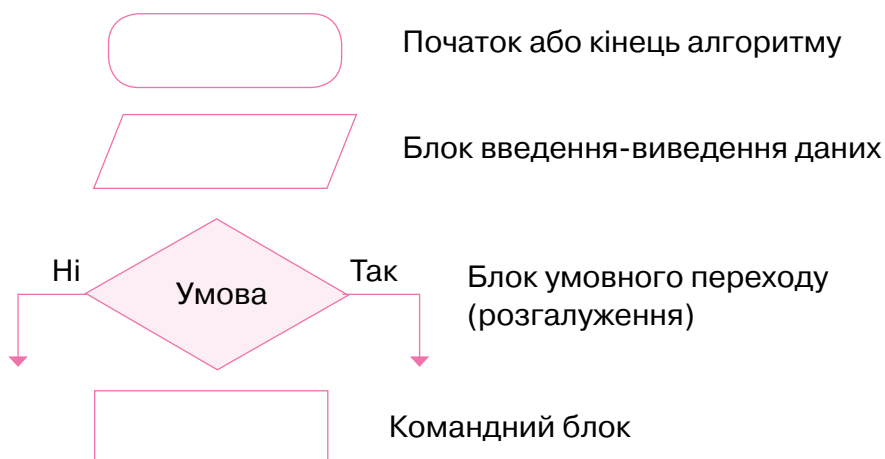 Початок або кінець алгоритму
Блок введення-виведення даних
Ні
Умова
Так
Блок умовного переходу
(розгалуження)
Командний блок